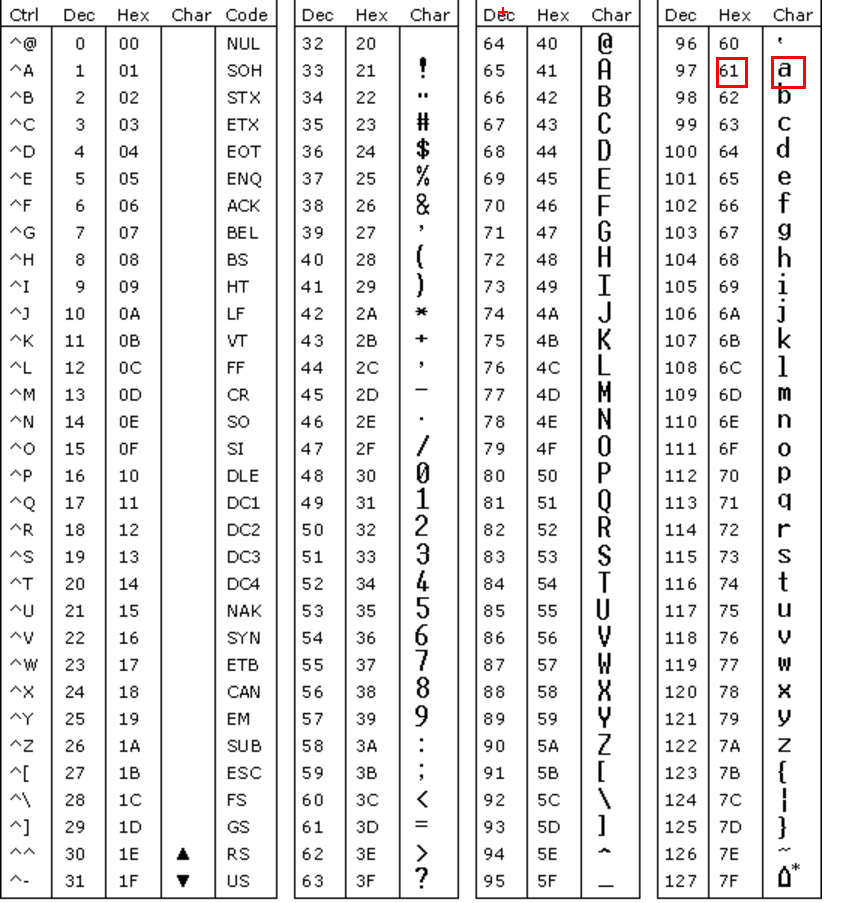 Ctrl Dec Hex Char Code Dec Hex Char Dec Hex Char Dec Hex Char
^@ 0 00 NUL 32 20 64 40 @ 96 60 '
^A 1 01 SOH 33 21 ! 65 41 A 97 61 a
^B 2 02 STX 34 22 " 66 42 B 98 62 b
^C 3 03 ETX 35 23 # 67 43 C 99 63 c
^D 4 04 EOT 36 24 $ 68 44 D 100 64 d
^E 5 05 ENQ 37 25 % 69 45 E 101 65 e
^F 6 06 ACK 38 26 & 70 46 F 102 66 f
^G 7 07 BEL 39 27 ' 71 47 G 103 67 g
^H 8 08 BS 40 28 ( 72 48 H 104 68 h
^I 9 09 HT 41 29 ) 73 49 I 105 69 i
^J 10 0A LF 42 2A * 74 4A J 106 6A j
^K 11 0B VT 43 2B + 75 4B K 107 6B k
^L 12 0C FF 44 2C ' 76 4C L 108 6C l
^M 13 0D CR 45 2D – 77 4D M 109 6D m
^N 14 0E SO 46 2E . 78 4E N 110 6E n
^O 15 0F SI 47 2F / 79 4F O 111 6F o
^P 16 10 DLE 48 30 0 80 50 P 112 70 p
^Q 17 11 DC1 49 31 1 81 51 Q 113 71 q
^R 18 12 DC2 50 32 2 82 52 R 114 72 r
^S 19 13 DC3 51 33 3 83 53 S 115 73 s
^T 20 14 DC4 52 34 4 84 54 T 116 74 t
^U 21 15 NAK 53 35 5 85 55 U 117 75 u
^V 22 16 SYN 54 36 6 86 56 V 118 76 v
^W 23 17 ETB 55 37 7 87 57 W 119 77 w
^X 24 18 CAN 56 38 8 88 58 X 120 78 x
^Y 25 19 EM 57 39 9 89 59 Y 121 79 y
^Z 26 1A SUB 58 3A : 90 5A Z 122 7A z
^[ 27 1B ESC 59 3B ; 91 5B [ 123 7B {
^\ 28 1C FS 60 3C < 92 5C \ 124 7C ¦
^] 29 1D GS 61 3D = 93 5D ] 125 7D }
^^ 30 1E ▲ RS 62 3E > 94 5E ^ 126 7E ~
^- 31 1F ▼ US 63 3F ? 95 5F _ 127 7F ⌂*